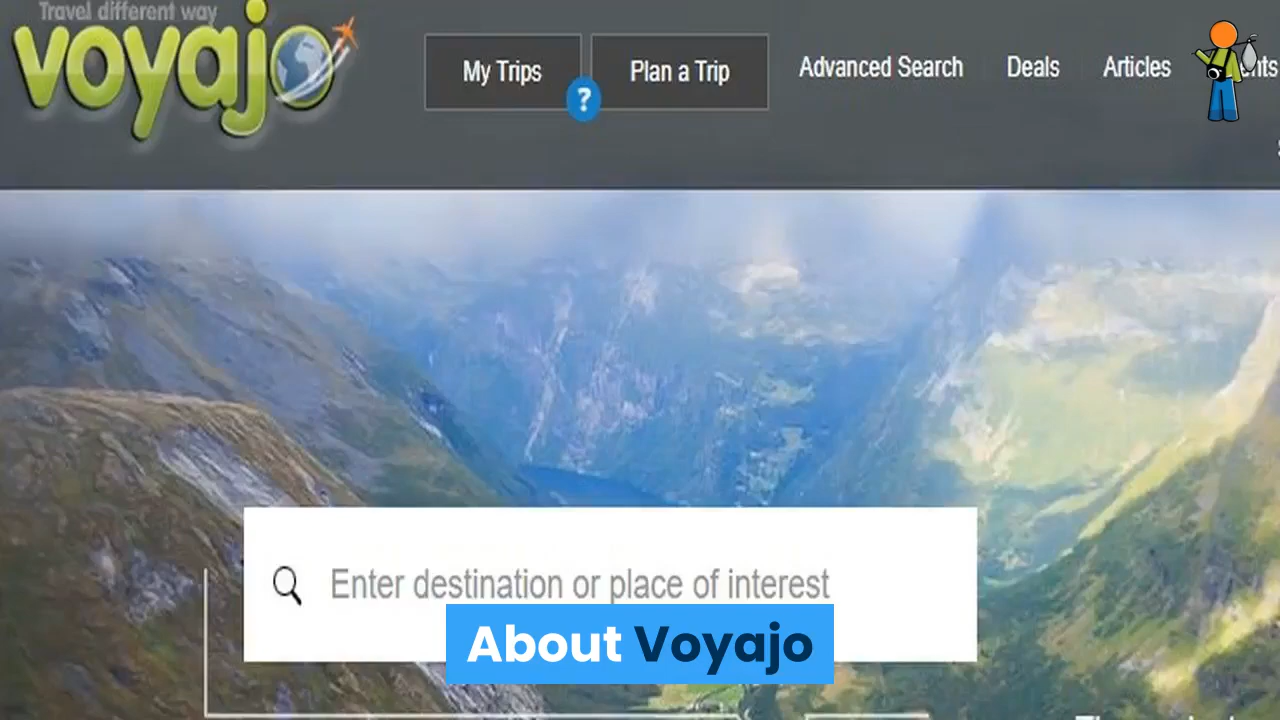 Travel different way
voyajo
My Trips
?
Plan a Trip
Advanced Search
Deals
Articles
Enter destination or place of interest
About Voyajo